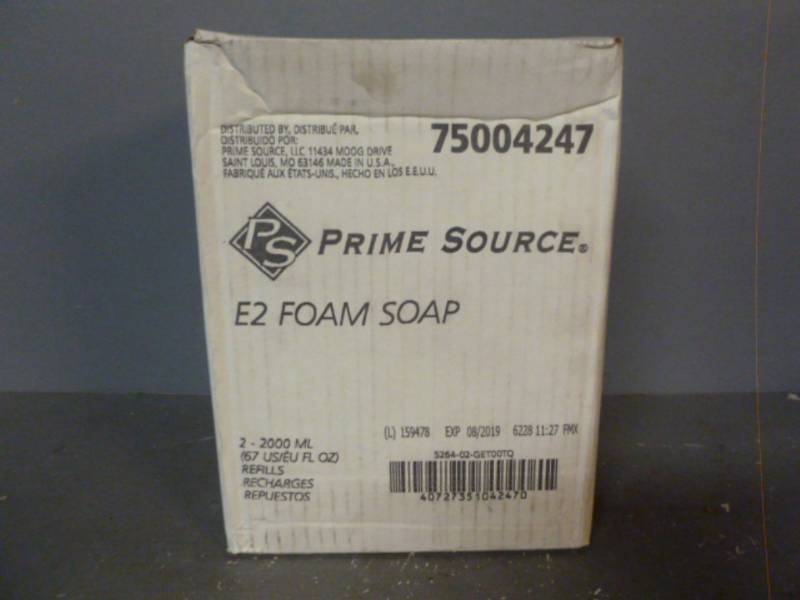 DISTRIBUTED BY, DISTRIBUÉ PAR,
DISTRIBUIDO POR:
PRIME SOURCE, LLC 11434 MOOG DRIVE
SAINT LOUIS, MO 63146 MADE IN U.S.A.,
FABRIQUÉ AUX ÉTATS-UNIS, HECHO EN LOS E.E.U.U.
75004247
PS PRIME SOURCE®
E2 FOAM SOAP
2 - 2000 ML
(67 US/ÉU FL OZ)
REFILLS
RECHARGES
REPUESTOS
(L) 159478 EXP 08/2019 6228 11:27 FMX
5264-02-GET00TQ
40727351042470